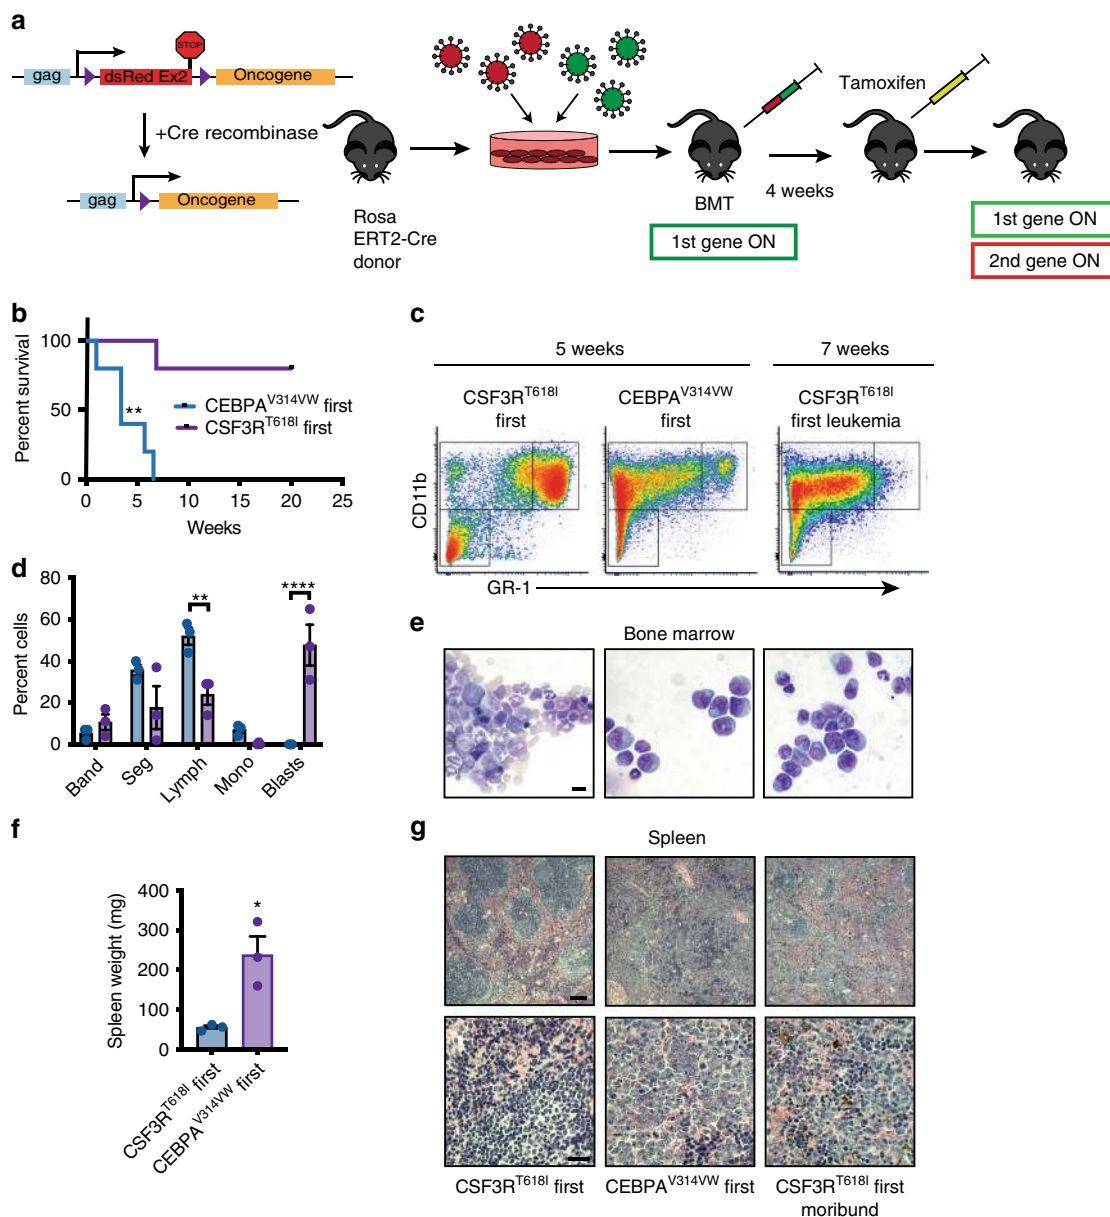 a
gag
dsRed Ex2
STOP
Oncogene
+Cre recombinase
gag
Oncogene
Rosa
ERT2-Cre
donor
BMT
1st gene ON
4 weeks
Tamoxifen
1st gene ON
2nd gene ON
b
Percent survival
100
50
0
0
5
10
15
20
25
Weeks
**
CEBPA^V314VW first
CSF3R^T618I first
c
5 weeks
7 weeks
CSF3R^T618I
first
CEBPA^V314VW
first
CSF3R^T618I
first leukemia
CD11b
GR-1
d
Percent cells
80
60
40
20
0
**
****
Band
Seg
Lymph
Mono
Blasts
e
Bone marrow
f
Spleen weight (mg)
400
300
200
100
0
*
CSF3R^T618I first
CEBPA^V314VW first
g
Spleen
CSF3R^T618I first
CEBPA^V314VW first
CSF3R^T618I first
moribund